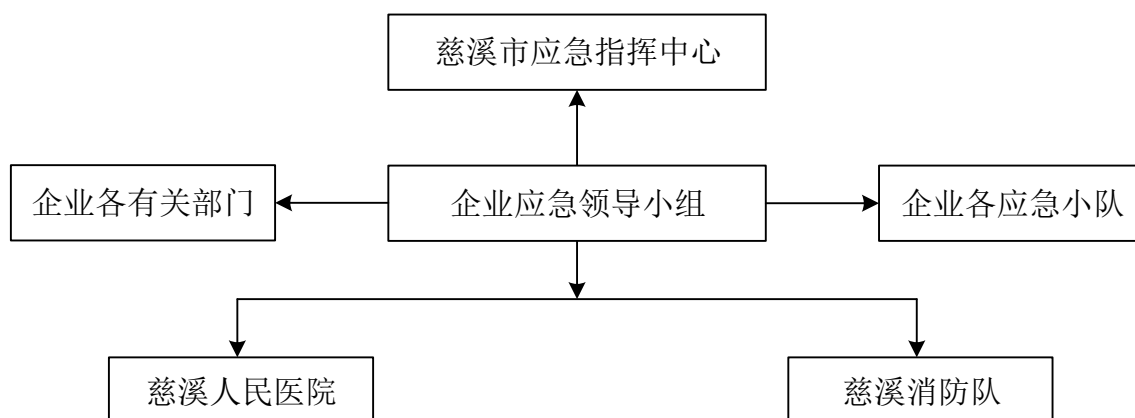 慈溪市应急指挥中心
企业各有关部门
企业应急领导小组
企业各应急小队
慈溪人民医院
慈溪消防队